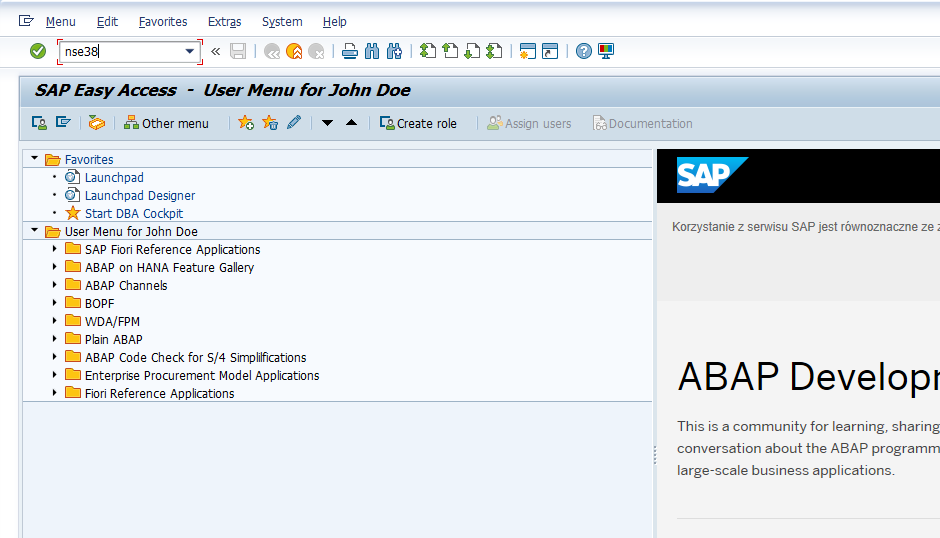 Menu Edit Favorites Extras System Help
nse38
SAP Easy Access - User Menu for John Doe
Other menu Create role Assign users Documentation
Favorites
Launchpad
Launchpad Designer
Start DBA Cockpit
User Menu for John Doe
SAP Fiori Reference Applications
ABAP on HANA Feature Gallery
ABAP Channels
BOPF
WDA/FPM
Plain ABAP
ABAP Code Check for S/4 Simplifications
Enterprise Procurement Model Applications
Fiori Reference Applications
SAP
Korzystanie z serwisu SAP jest równoznaczne ze z
ABAP Developm
This is a community for learning, sharing
conversation about the ABAP programm
large-scale business applications.